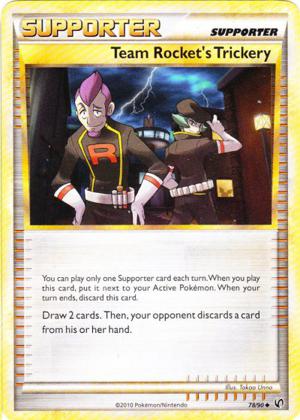 SUPPORTER
SUPPORTER
Team Rocket's Trickery
R
You can play only one Supporter card each turn. When you play
this card, put it next to your Active Pokémon. When your
turn ends, discard this card.
Draw 2 cards. Then, your opponent discards a card
from his or her hand.
Illus. Takao Unno
©2010 Pokémon/Nintendo
78/90